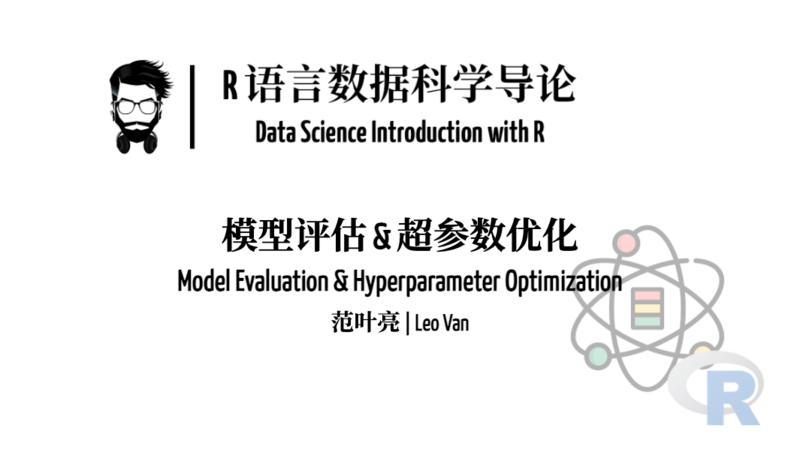 R 语言数据科学导论
Data Science Introduction with R
模型评估 & 超参数优化
Model Evaluation & Hyperparameter Optimization
范叶亮 | Leo Van
R